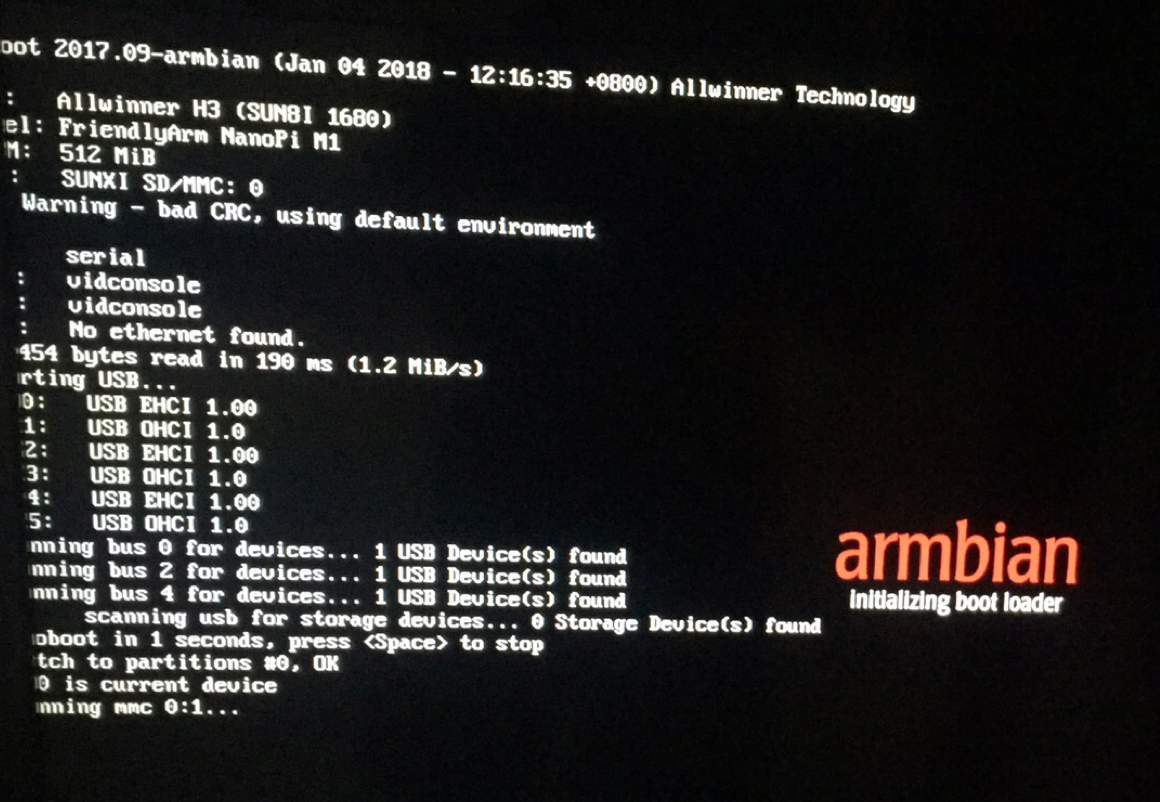 oot 2017.09-armbian (Jan 04 2018 - 12:16:35 +0800) Allwinner Technology
: Allwinner H3 (SUN8I 1680)
el: FriendlyArm NanoPi M1
M: 512 MiB
: SUNXI SD/MMC: 0
Warning - bad CRC, using default environment
serial
: vidconsole
: vidconsole
: No ethernet found.
454 bytes read in 190 ms (1.2 MiB/s)
rting USB...
0: USB EHCI 1.00
1: USB OHCI 1.0
2: USB EHCI 1.00
3: USB OHCI 1.0
4: USB EHCI 1.00
5: USB OHCI 1.0
nning bus 0 for devices... 1 USB Device(s) found
nning bus 2 for devices... 1 USB Device(s) found
nning bus 4 for devices... 1 USB Device(s) found
scanning usb for storage devices... 0 Storage Device(s) found
oboot in 1 seconds, press <Space> to stop
tch to partitions #0, OK
0 is current device
nning mmc 0:1...
armbian
initializing boot loader